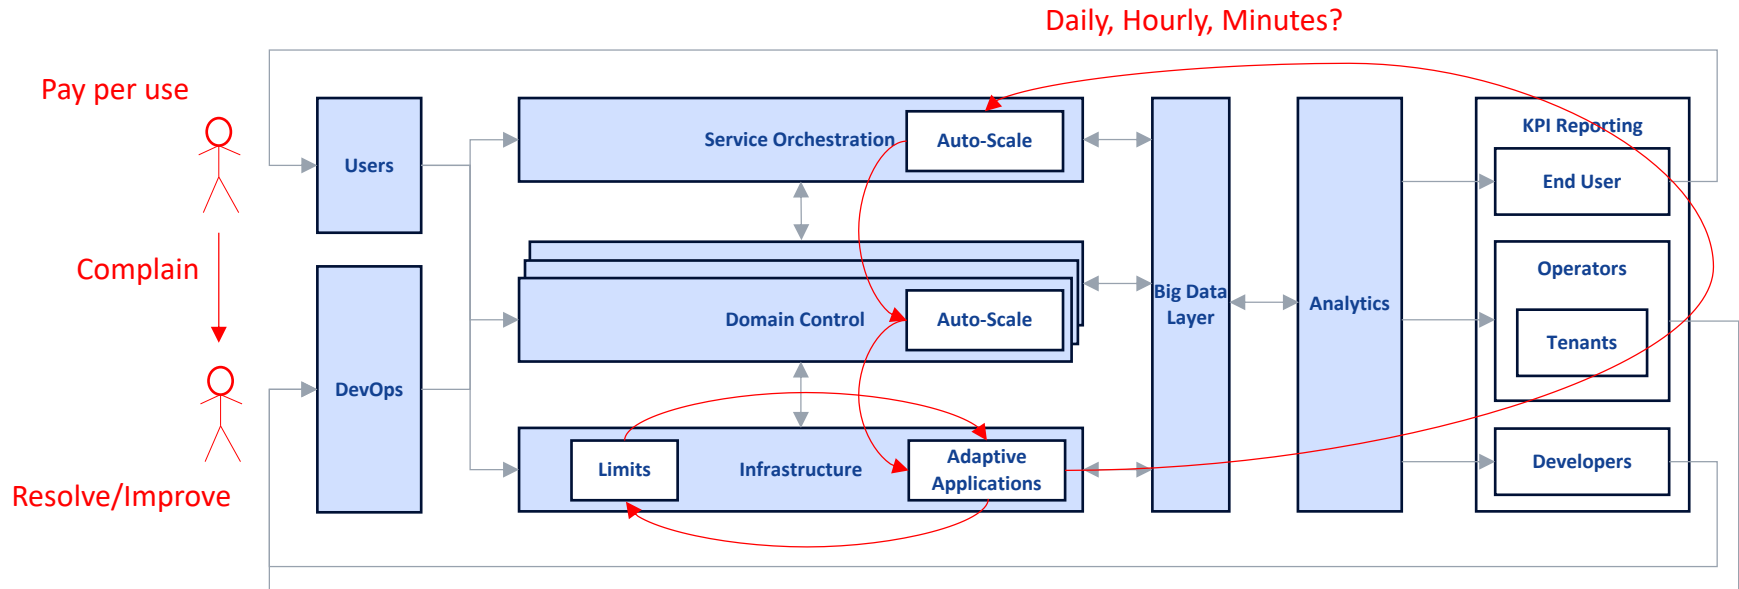 Daily, Hourly, Minutes?
Pay per use
Users
Complain
DevOps
Resolve/Improve
Service Orchestration
Auto-Scale
Domain Control
Auto-Scale
Limits
Infrastructure
Adaptive
Applications
Big Data
Layer
Analytics
KPI Reporting
End User
Operators
Tenants
Developers